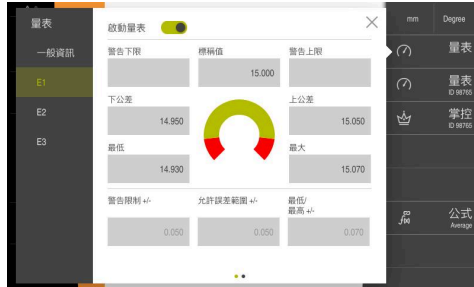 量表
一般資訊
E1
E2
E3
啟動量表
警告下限
標稱值
警告上限
15.000
下公差
上公差
14.950
15.050
最低
最大
14.930
15.070
警告限制 +/-
允許誤差範圍 +/-
最低/
最高 +/-
0.050
0.050
0.070
mm
Degree
量表
量表
ID 98765
掌控
ID 98765
公式
Average